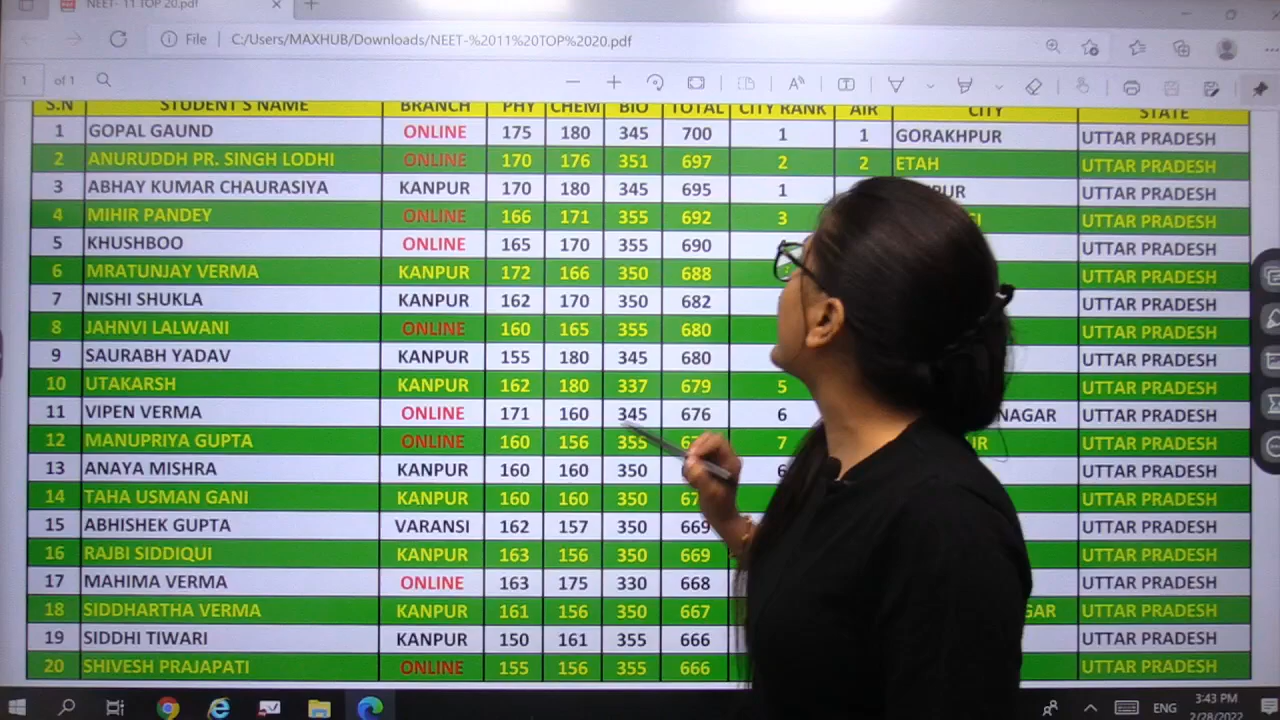 NEET- 11 TOP 20.pdf
File C:/Users/MAXHUB/Downloads/NEET-%2011%20TOP%2020.pdf
1 of 1
S.N STUDENT'S NAME BRANCH PHY CHEM BIO TOTAL CITY RANK AIR CITY STATE
1 GOPAL GAUND ONLINE 175 180 345 700 1 1 GORAKHPUR UTTAR PRADESH
2 ANURUDDH PR. SINGH LODHI ONLINE 170 176 351 697 2 2 ETAH UTTAR PRADESH
3 ABHAY KUMAR CHAURASIYA KANPUR 170 180 345 695 1 UTTAR PRADESH
4 MIHIR PANDEY ONLINE 166 171 355 692 3 UTTAR PRADESH
5 KHUSHBOO ONLINE 165 170 355 690 UTTAR PRADESH
6 MRATUNJAY VERMA KANPUR 172 166 350 688 UTTAR PRADESH
7 NISHI SHUKLA KANPUR 162 170 350 682 UTTAR PRADESH
8 JAHNVI LALWANI ONLINE 160 165 355 680 UTTAR PRADESH
9 SAURABH YADAV KANPUR 155 180 345 680 UTTAR PRADESH
10 UTAKARSH KANPUR 162 180 337 679 5 UTTAR PRADESH
11 VIPEN VERMA ONLINE 171 160 345 676 6 NAGAR UTTAR PRADESH
12 MANUPRIYA GUPTA ONLINE 160 156 355 7 UTTAR PRADESH
13 ANAYA MISHRA KANPUR 160 160 350 UTTAR PRADESH
14 TAHA USMAN GANI KANPUR 160 160 350 UTTAR PRADESH
15 ABHISHEK GUPTA VARANSI 162 157 350 669 UTTAR PRADESH
16 RAJBI SIDDIQUI KANPUR 163 156 350 669 UTTAR PRADESH
17 MAHIMA VERMA ONLINE 163 175 330 668 UTTAR PRADESH
18 SIDDHARTHA VERMA KANPUR 161 156 350 667 UTTAR PRADESH
19 SIDDHI TIWARI KANPUR 150 161 355 666 UTTAR PRADESH
20 SHIVESH PRAJAPATI ONLINE 155 156 355 666 UTTAR PRADESH
ENG 3:43 PM
2/28/2022